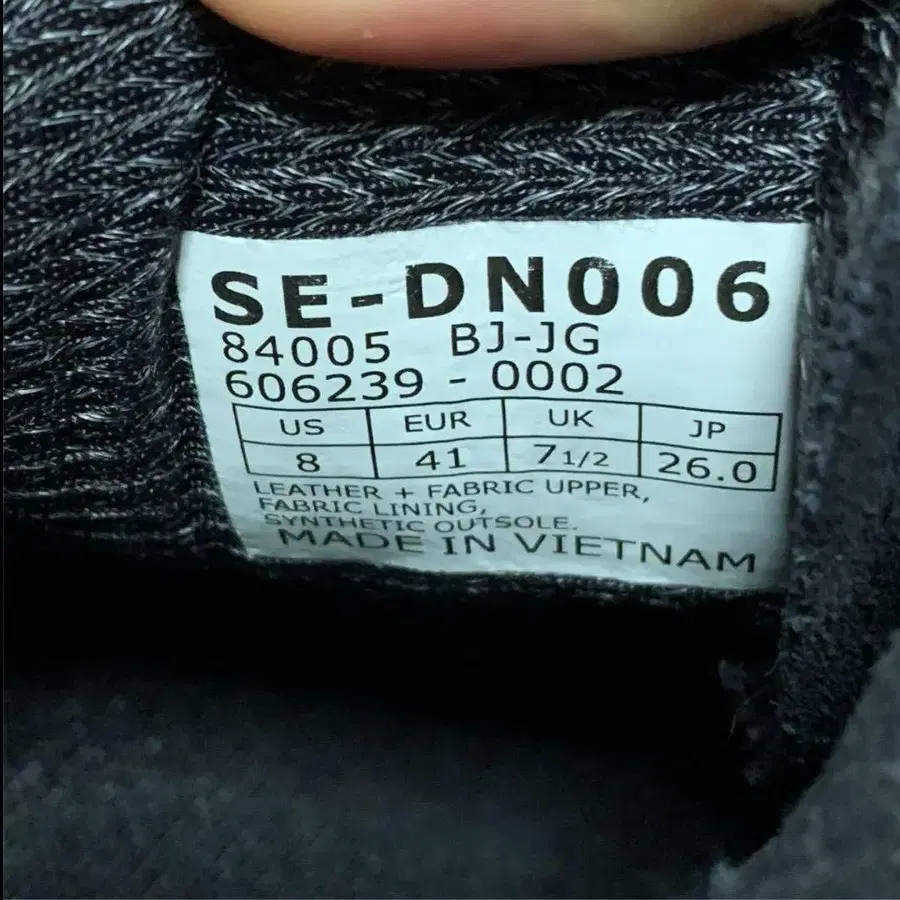 SE-DN006
84005 BJ-JG
606239 - 0002
US EUR UK JP
8 41 7 1/2 26.0
LEATHER + FABRIC UPPER,
FABRIC LINING,
SYNTHETIC OUTSOLE.
MADE IN VIETNAM